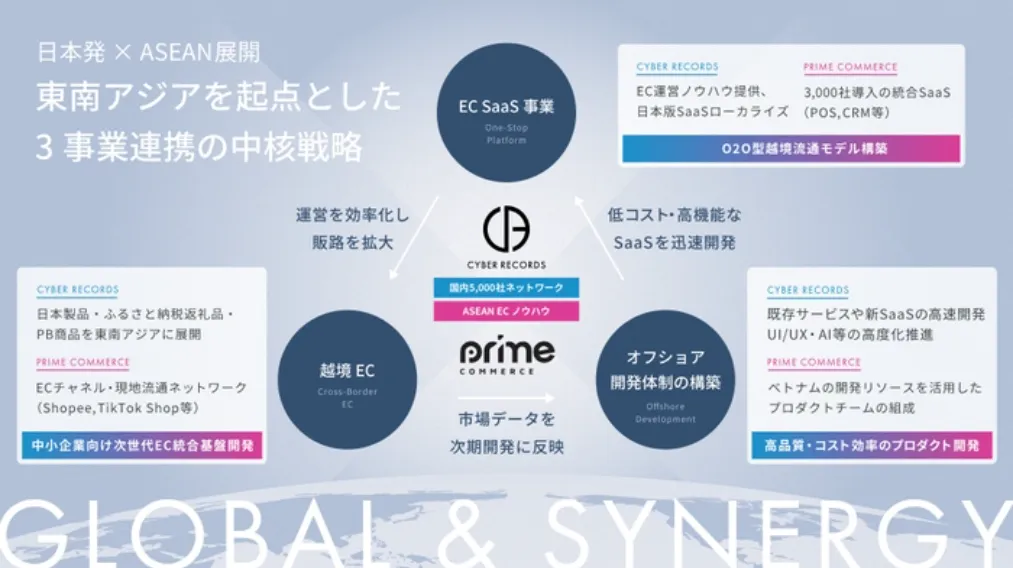 日本発 × ASEAN展開
東南アジアを起点とした
3 事業連携の中核戦略
EC SaaS 事業
One-Stop
Platform
CYBER RECORDS
EC運営ノウハウ提供、
日本版SaaSローカライズ
PRIME COMMERCE
3,000社導入の統合SaaS
（POS,CRM等）
O2O型越境流通モデル構築
運営を効率化し
販路を拡大
低コスト・高機能な
SaaSを迅速開発
CYBER RECORDS
国内5,000社ネットワーク
ASEAN EC ノウハウ
prime
COMMERCE
CYBER RECORDS
日本製品・ふるさと納税返礼品・
PB商品を東南アジアに展開
PRIME COMMERCE
ECチャネル・現地流通ネットワーク
（Shopee,TikTok Shop等）
中小企業向け次世代EC統合基盤開発
越境 EC
Cross-Border
EC
市場データを
次期開発に反映
オフショア
開発体制の構築
Offshore
Development
CYBER RECORDS
既存サービスや新SaaSの高速開発
UI/UX・AI等の高度化推進
PRIME COMMERCE
ベトナムの開発リソースを活用した
プロダクトチームの組成
高品質・コスト効率のプロダクト開発
GLOBAL & SYNERGY